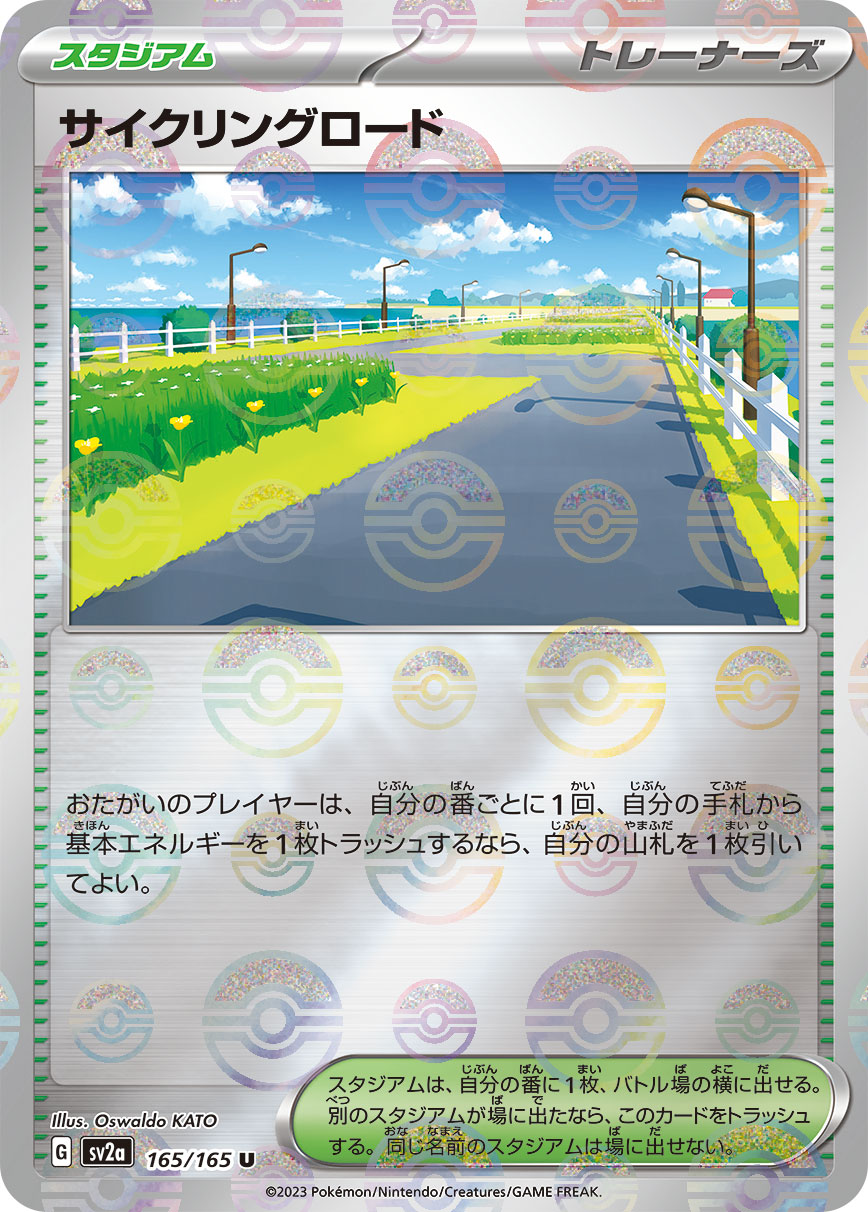 スタジアム
トレーナーズ
サイクリングロード
おたがいのプレイヤーは、自分の番ごとに1回、自分の手札から
基本エネルギーを1枚トラッシュするなら、自分の山札を1枚引い
てよい。
スタジアムは、自分の番に1枚、バトル場の横に出せる。
別のスタジアムが場に出たなら、このカードをトラッシュ
する。同じ名前のスタジアムは場に出せない。
Illus. Oswaldo KATO
G sv2a 165/165 U
©2023 Pokémon/Nintendo/Creatures/GAME FREAK.